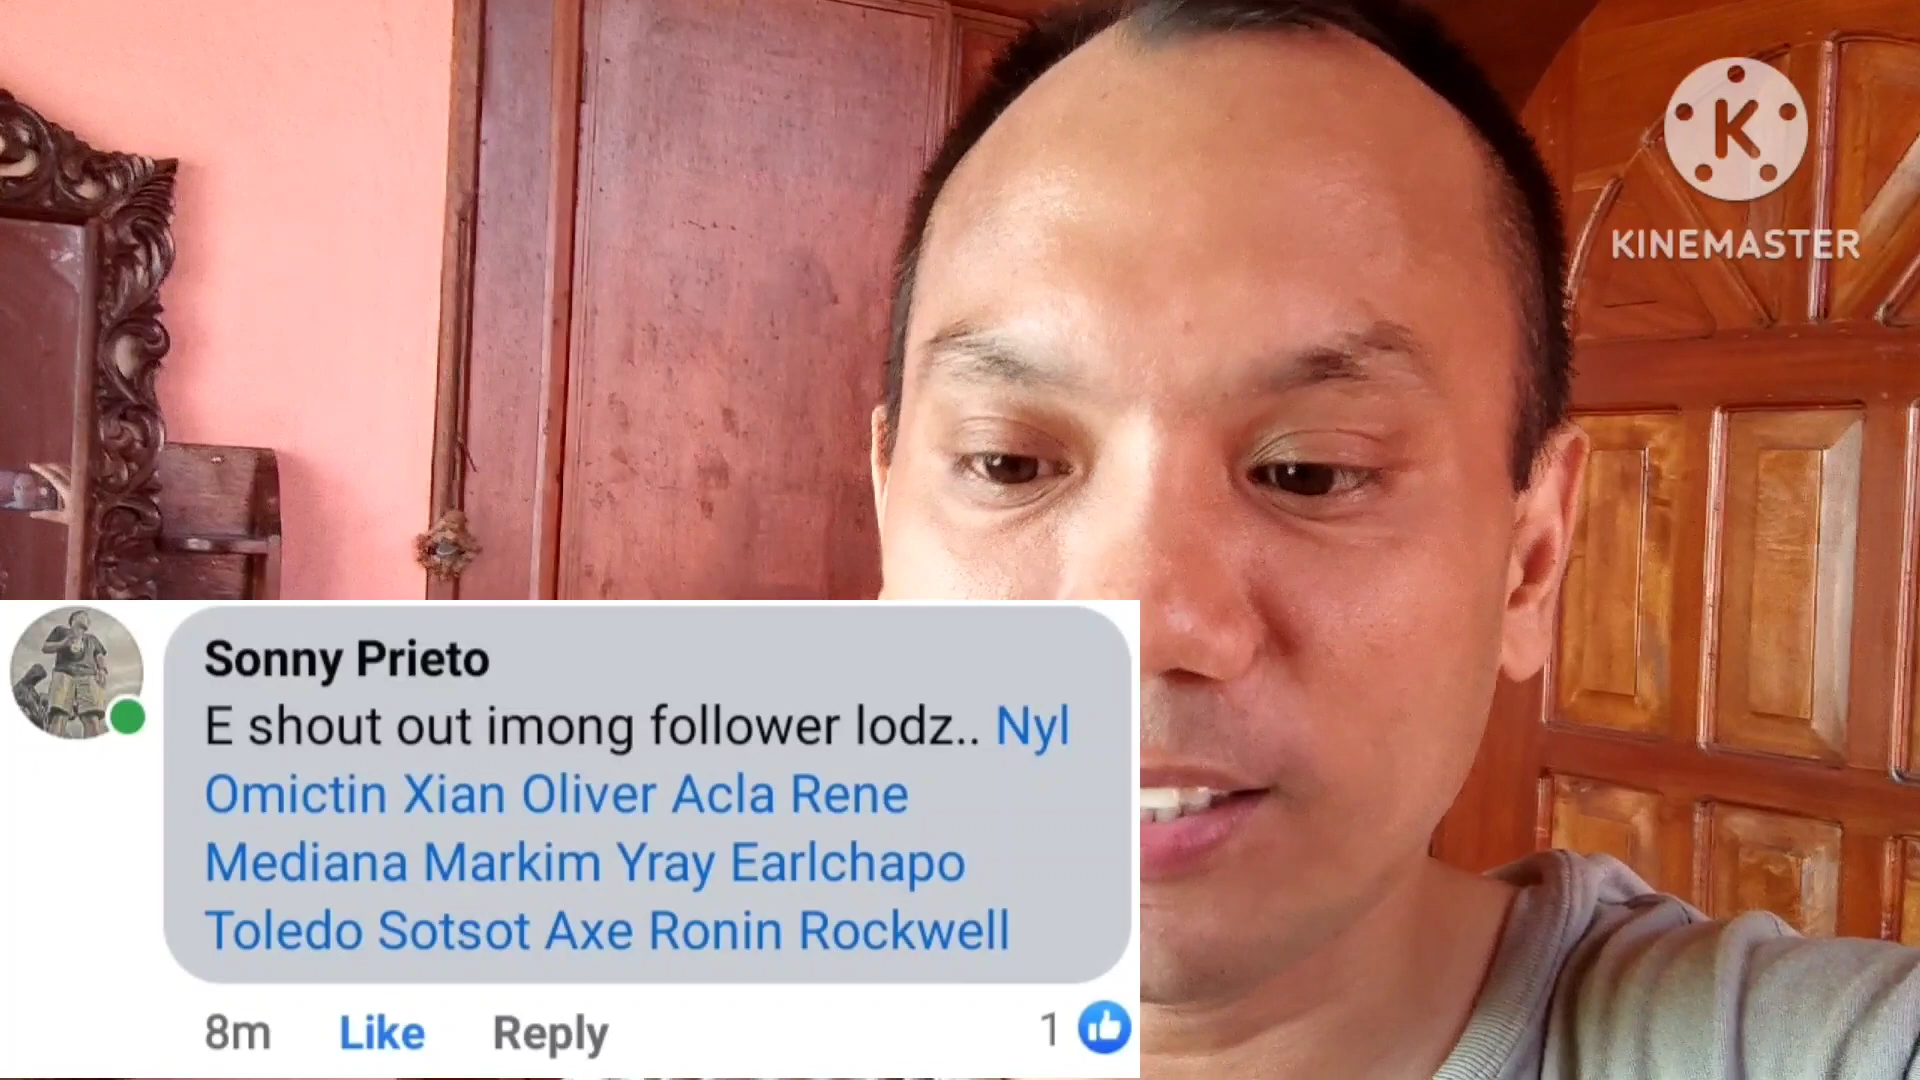 K
KINEMASTER
Sonny Prieto
E shout out imong follower lodz.. Nyl
Omictin Xian Oliver Acla Rene
Mediana Markim Yray Earlchapo
Toledo Sotsot Axe Ronin Rockwell
8m Like Reply 1